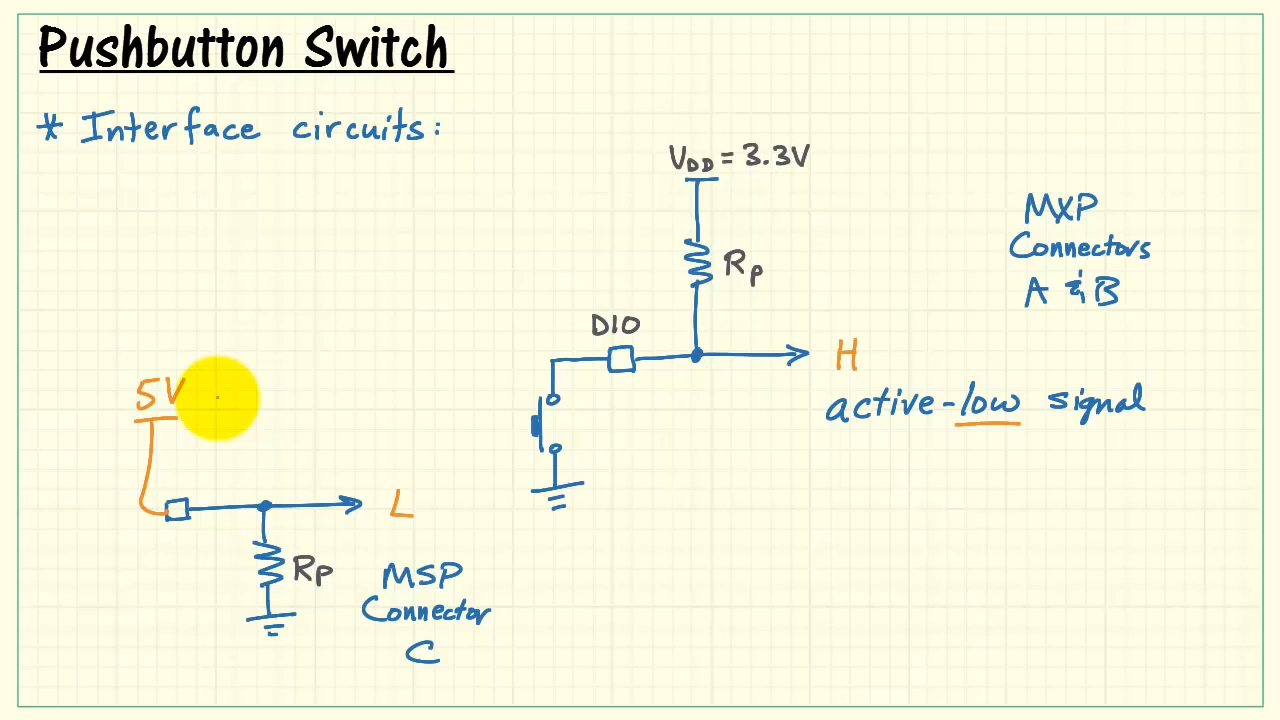 Pushbutton Switch
* Interface circuits:
VDD = 3.3V
MXP
Connectors
A & B
Rp
DIO
H
active-low signal
5V
L
Rp
MSP
Connector
C